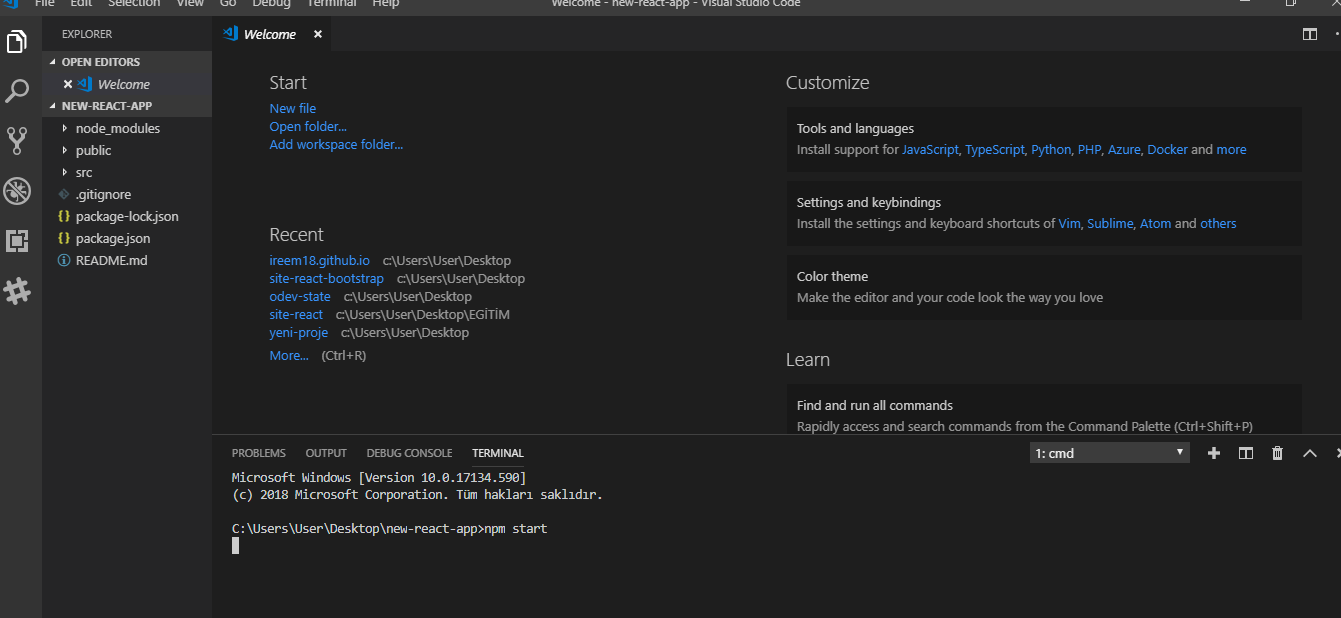 File Edit Selection View Go Debug Terminal Help
Welcome - new-react-app - Visual Studio Code
EXPLORER
OPEN EDITORS
Welcome
NEW-REACT-APP
node_modules
public
src
.gitignore
package-lock.json
package.json
README.md
Welcome
Start
New file
Open folder...
Add workspace folder...
Recent
ireem18.github.io c:\Users\User\Desktop
site-react-bootstrap c:\Users\User\Desktop
odev-state c:\Users\User\Desktop
site-react c:\Users\User\Desktop\EGİTİM
yeni-proje c:\Users\User\Desktop
More... (Ctrl+R)
Customize
Tools and languages
Install support for JavaScript, TypeScript, Python, PHP, Azure, Docker and more
Settings and keybindings
Install the settings and keyboard shortcuts of Vim, Sublime, Atom and others
Color theme
Make the editor and your code look the way you love
Learn
Find and run all commands
Rapidly access and search commands from the Command Palette (Ctrl+Shift+P)
PROBLEMS OUTPUT DEBUG CONSOLE TERMINAL
1: cmd
Microsoft Windows [Version 10.0.17134.590]
(c) 2018 Microsoft Corporation. Tüm hakları saklıdır.
C:\Users\User\Desktop\new-react-app>npm start